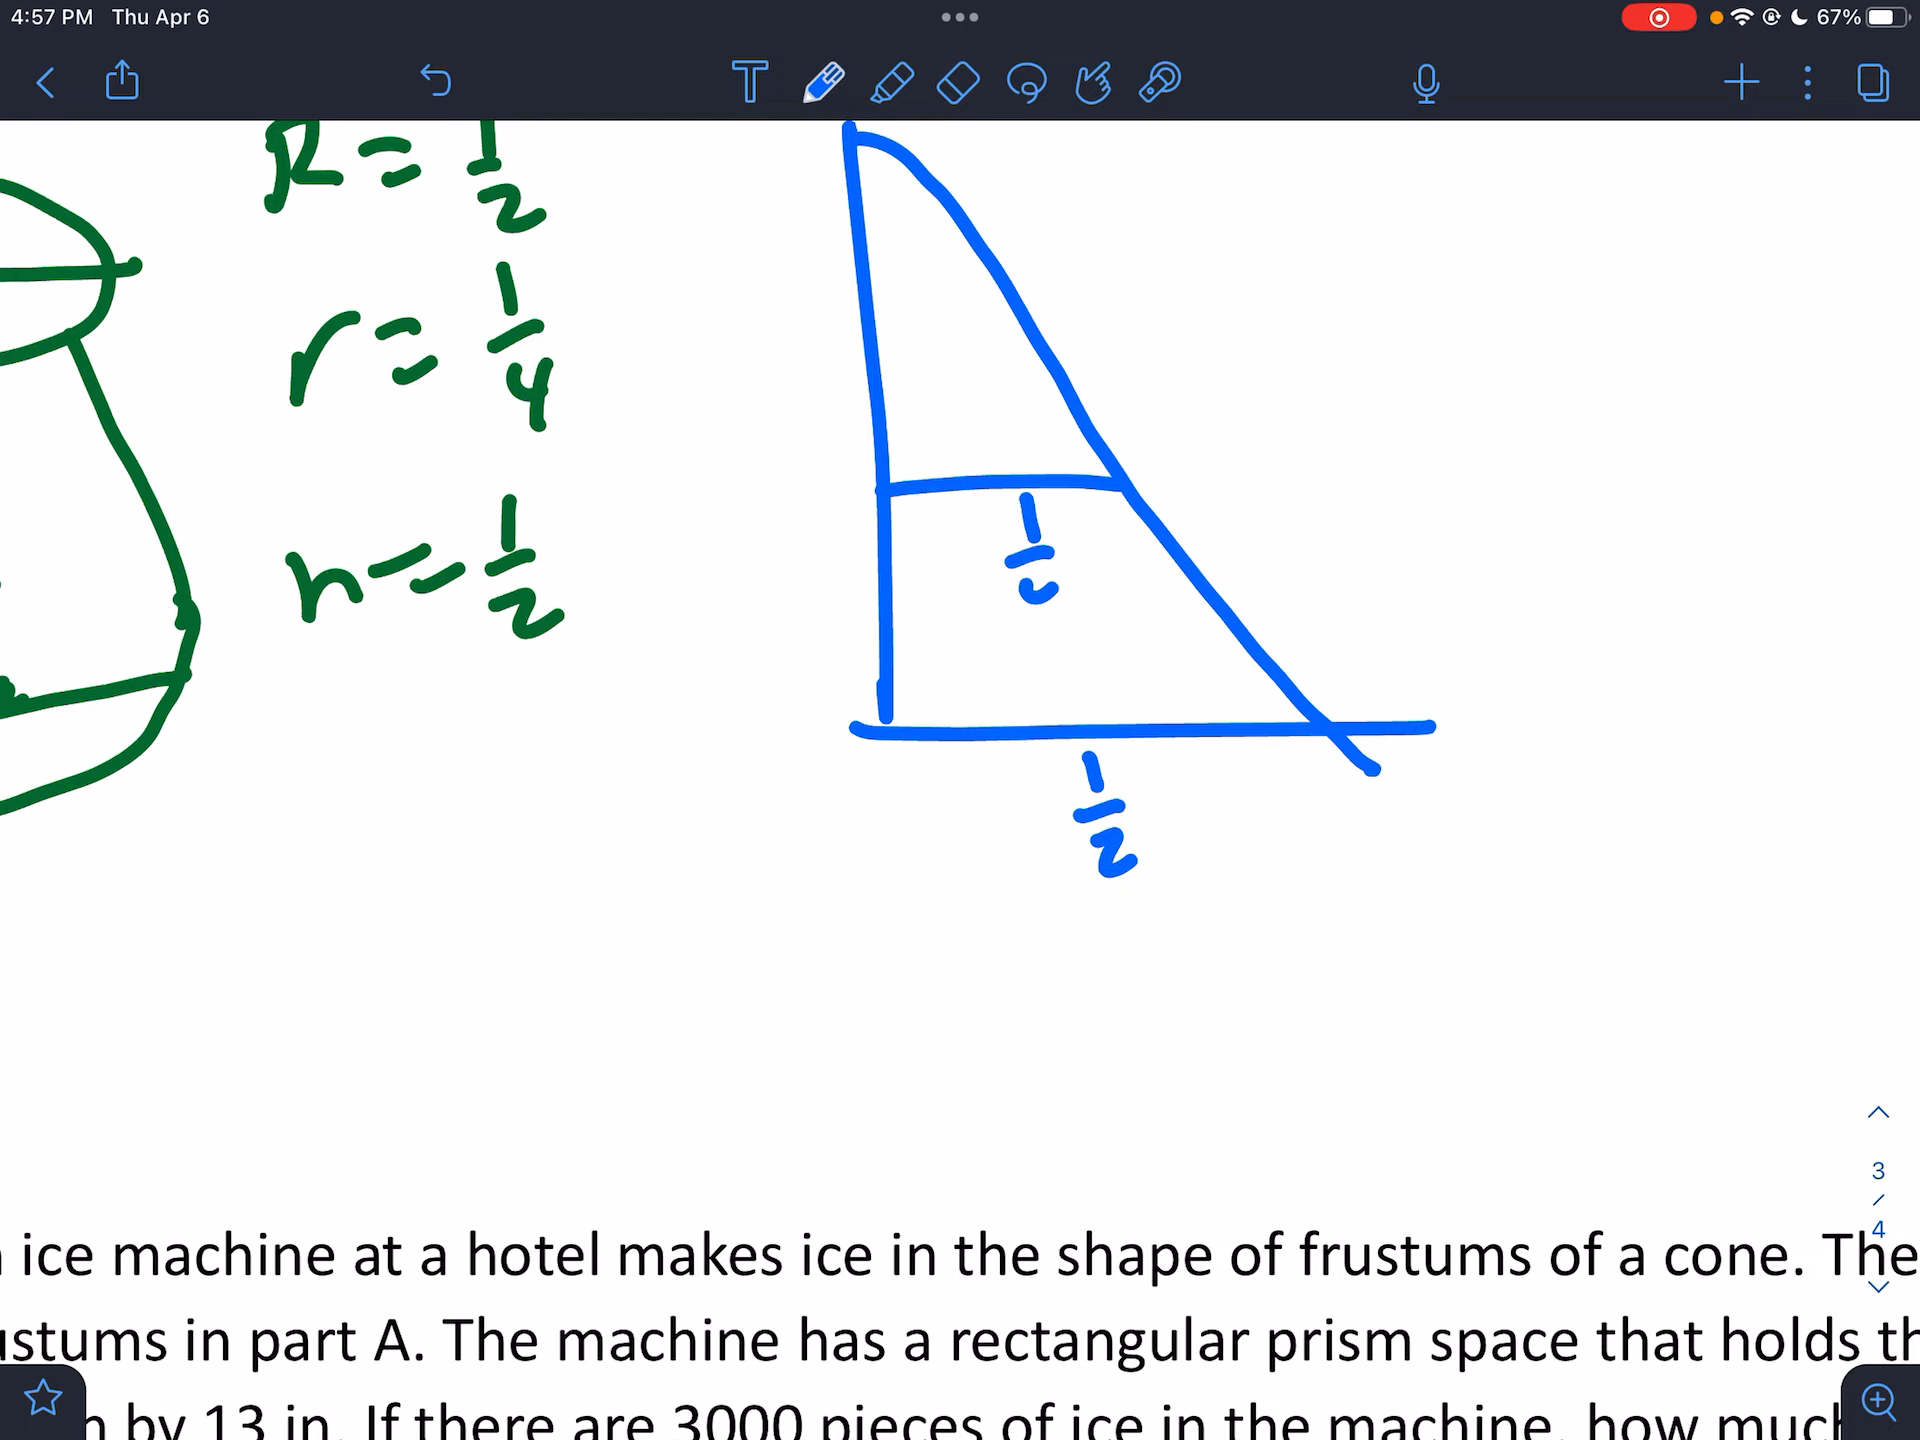 4:57 PM Thu Apr 6
67%
R = 1/2
r = 1/4
h = 1/2
1/2
3
/
4
ice machine at a hotel makes ice in the shape of frustums of a cone. The
ustums in part A. The machine has a rectangular prism space that holds th
n by 13 in. If there are 3000 pieces of ice in the machine, how much